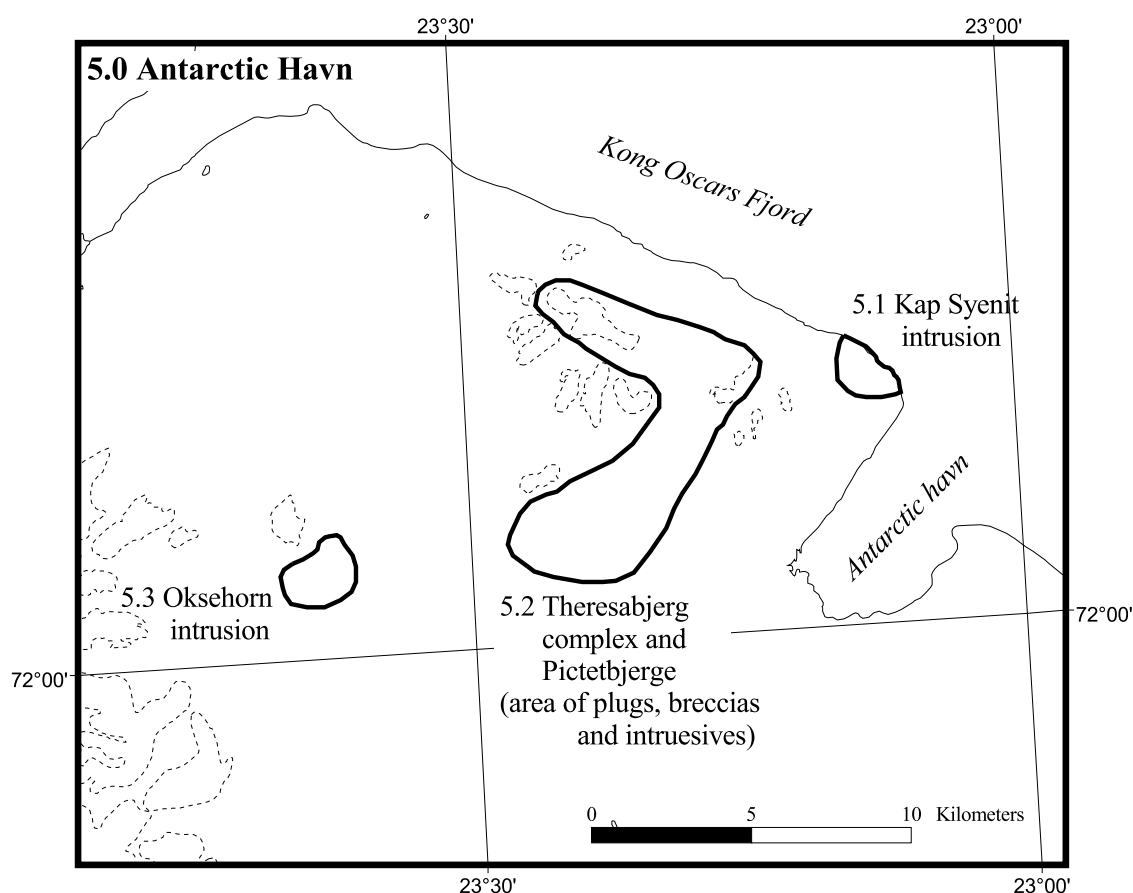 23°30'
23°00'
5.0 Antarctic Havn
Kong Oscars Fjord
5.1 Kap Syenit
intrusion
Antarctic havn
5.3 Oksehorn
intrusion
5.2 Theresabjerg
complex and
Pictetbjerge
(area of plugs, breccias
and intruesives)
72°00'
72°00'
0 5 10 Kilometers
23°30'
23°00'